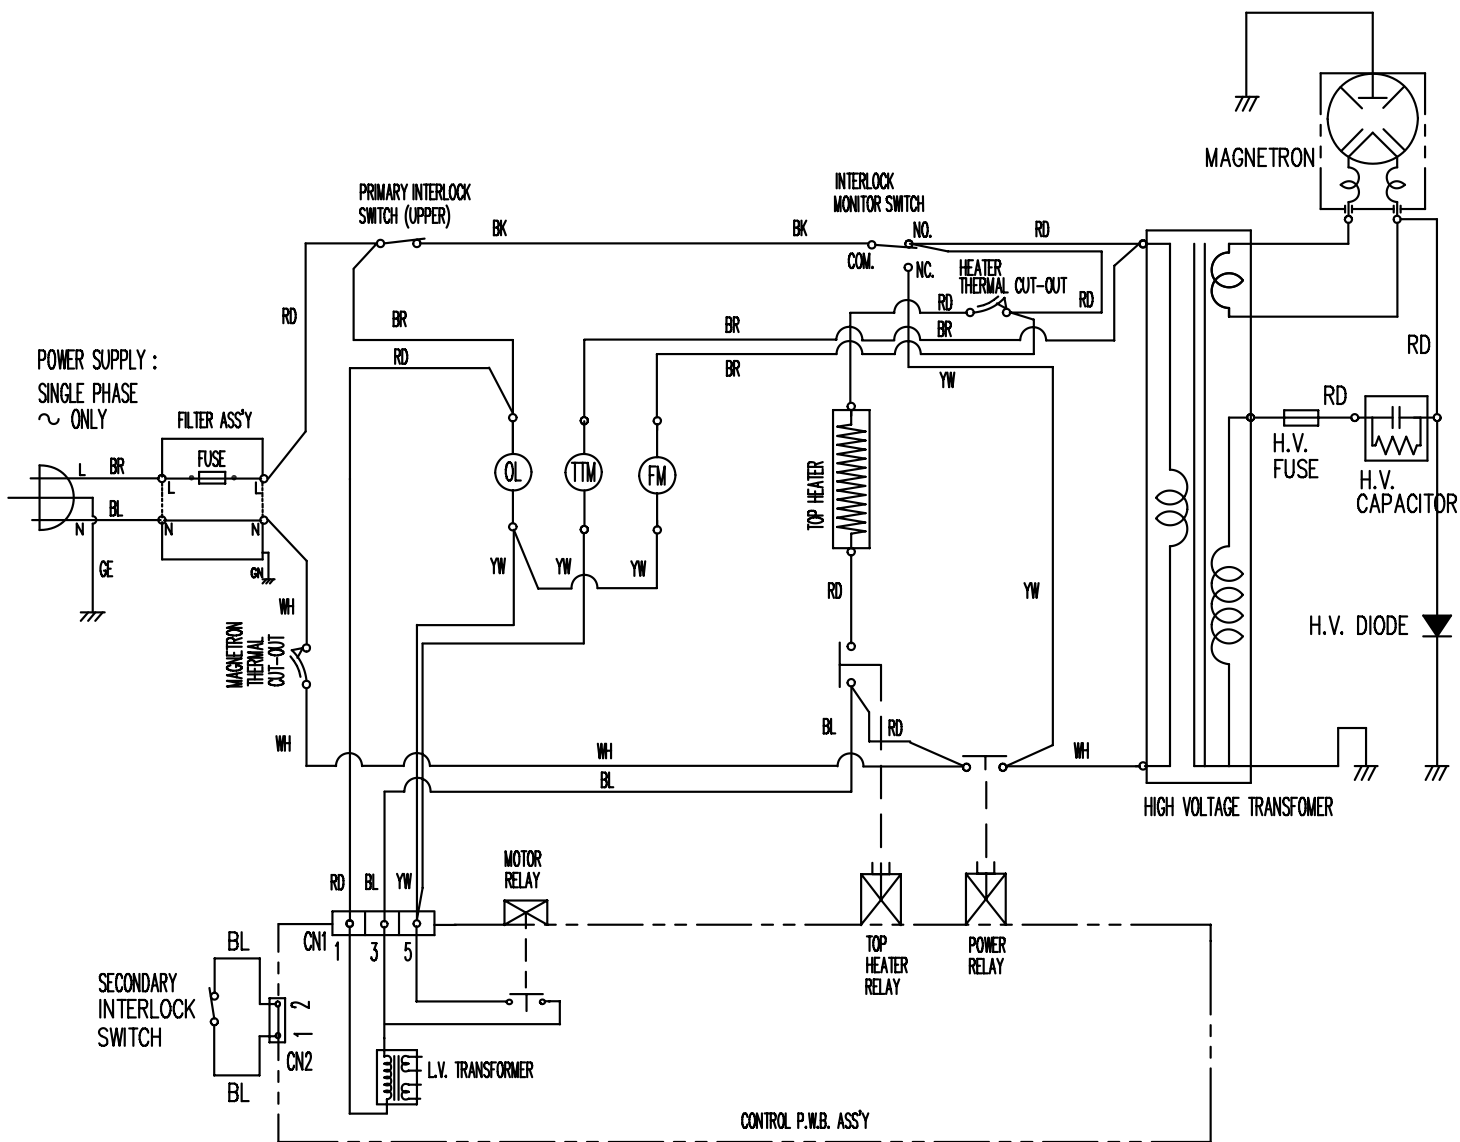 MAGNETRON
PRIMARY INTERLOCK
SWITCH (UPPER)
INTERLOCK
MONITOR SWITCH
BK
BK
COM.
NO.
NC.
RD
HEATER
THERMAL CUT-OUT
RD
RD
RD
BR
BR
BR
RD
BR
YW
RD
RD
POWER SUPPLY :
SINGLE PHASE
~ ONLY
FILTER ASS'Y
FUSE
L
BR
L
L
BL
N
N
N
GE
GN
OL
TTM
FM
TOP HEATER
H.V.
FUSE
H.V.
CAPACITOR
YW
YW
YW
RD
YW
WH
MAGNETRON
THERMAL
CUT-OUT
H.V. DIODE
WH
WH
BL
RD
WH
BL
HIGH VOLTAGE TRANSFOMER
RD
BL
YW
MOTOR
RELAY
CN1
1
3
5
TOP
HEATER
RELAY
POWER
RELAY
BL
SECONDARY
INTERLOCK
SWITCH
2
1
CN2
BL
L.V. TRANSFORMER
CONTROL P.W.B. ASS'Y